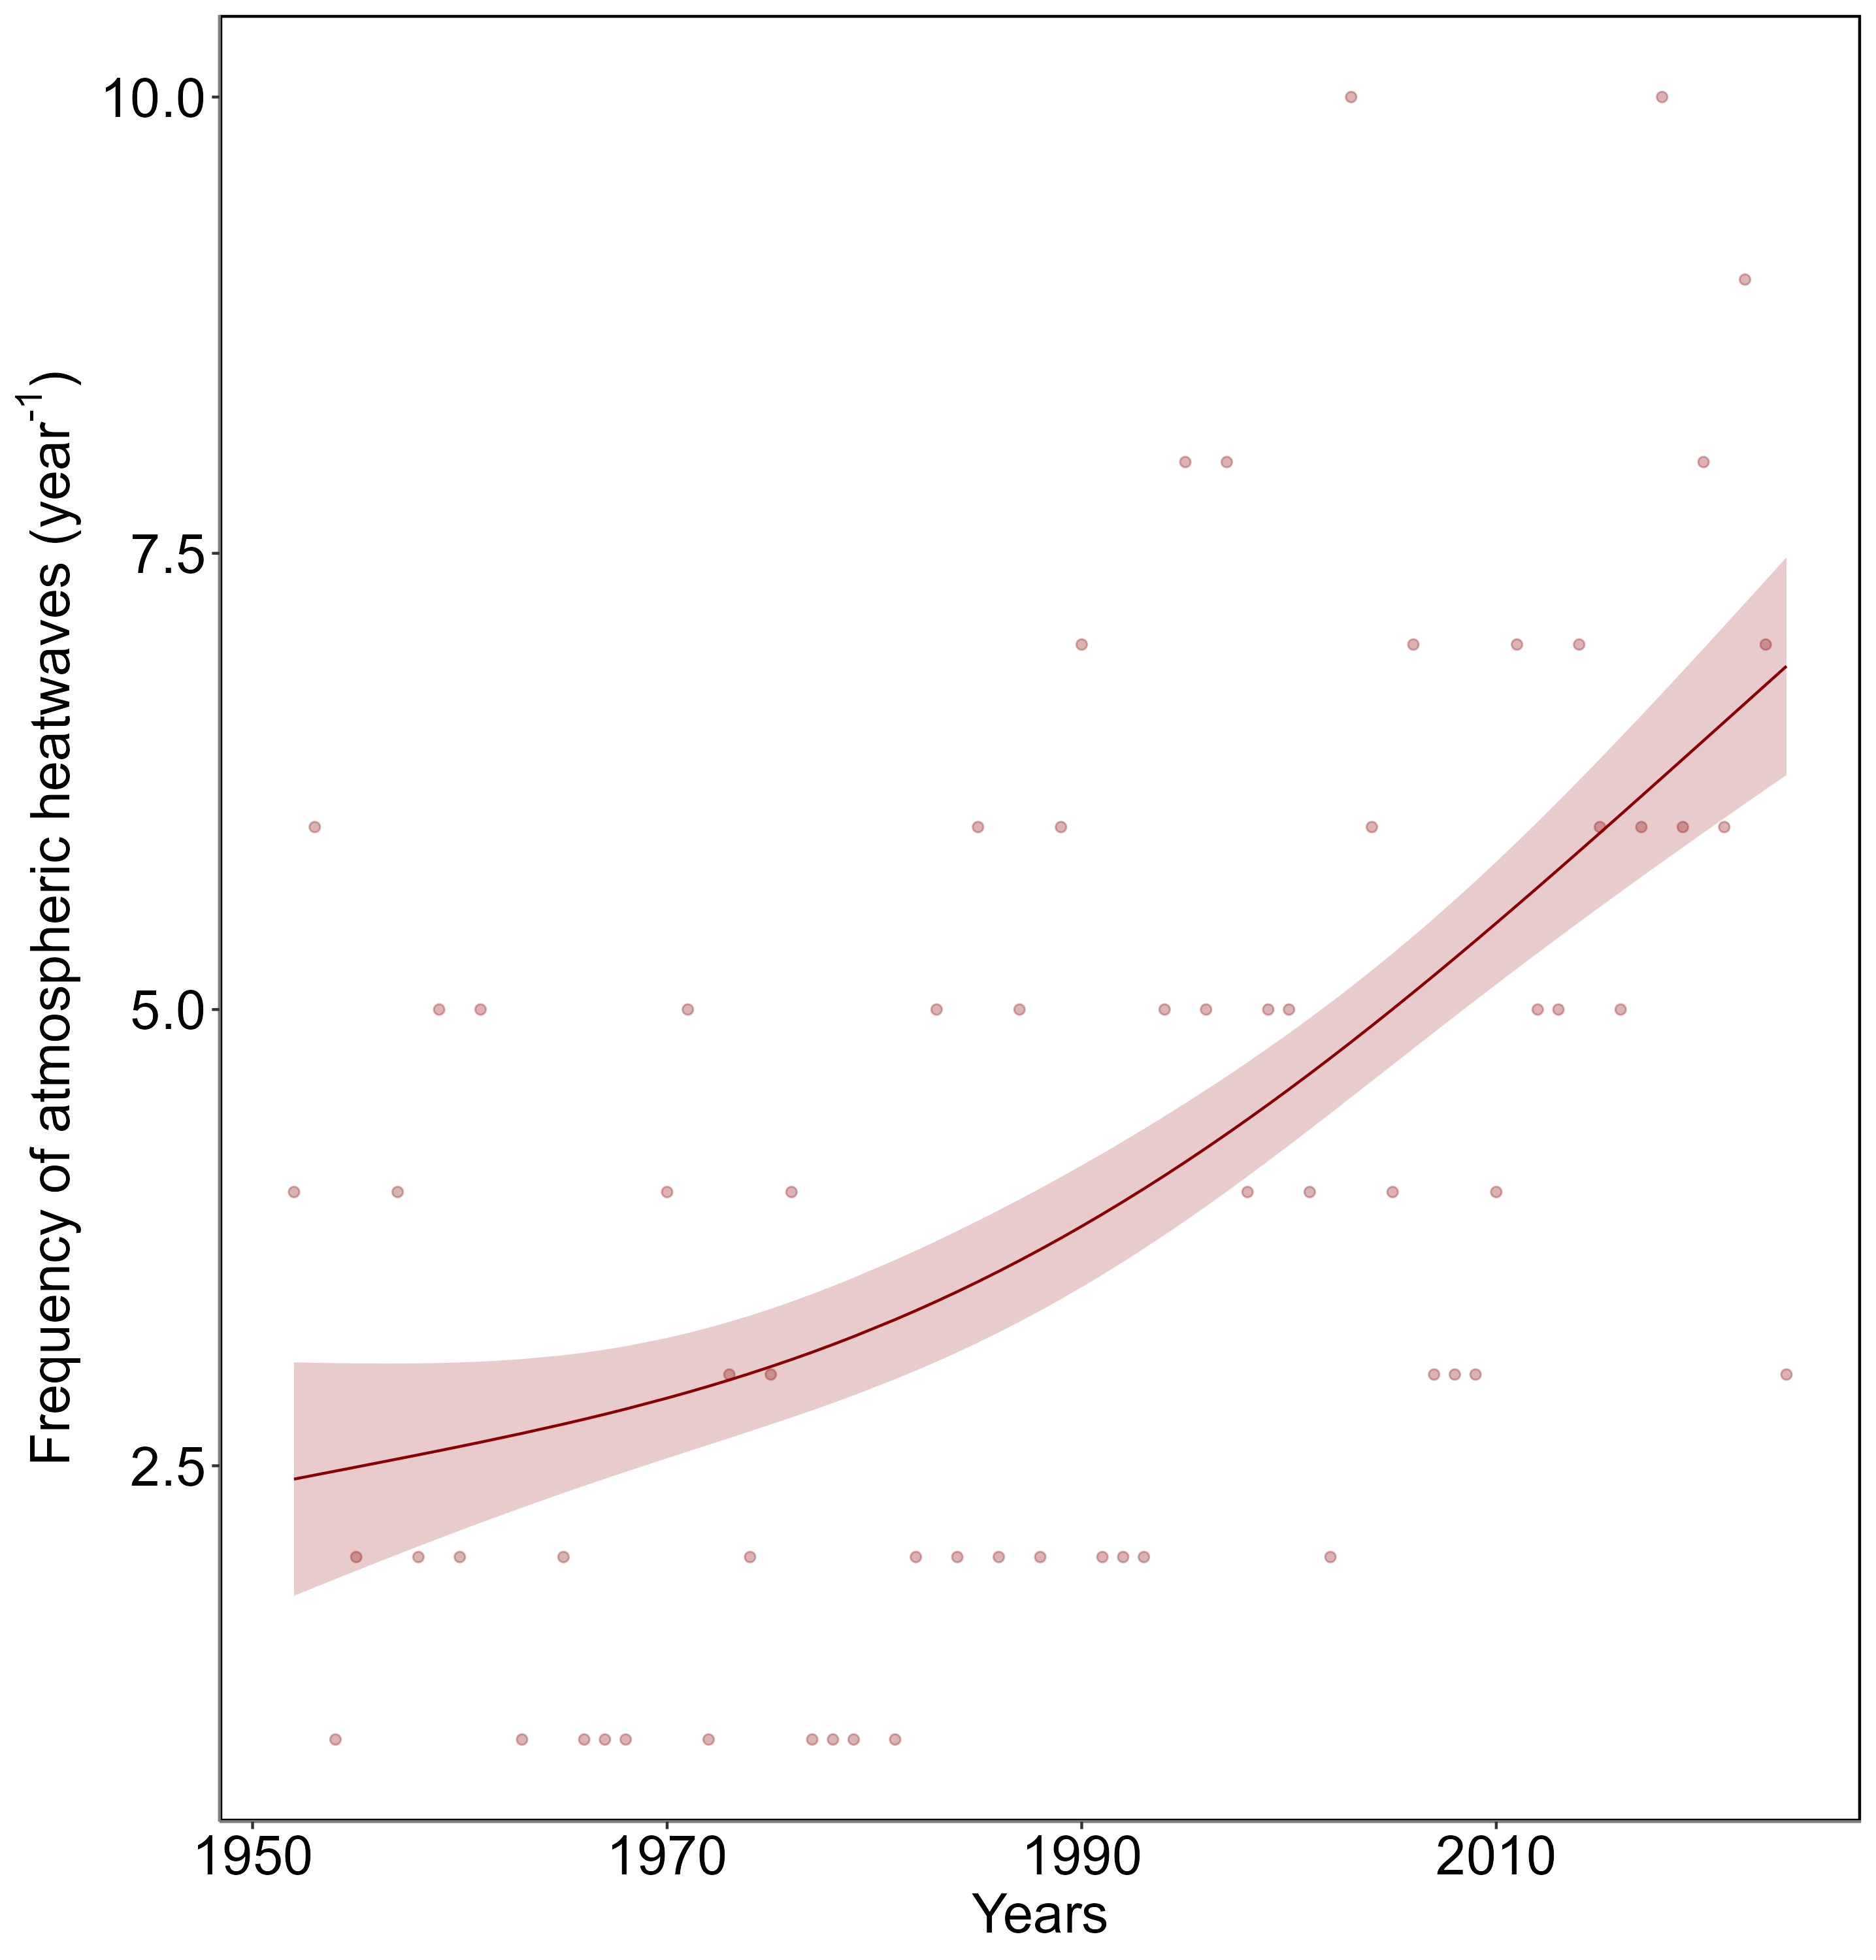 Frequency of atmospheric heatwaves (year⁻¹)
10.0
7.5
5.0
2.5
1950 1970 1990 2010
Years